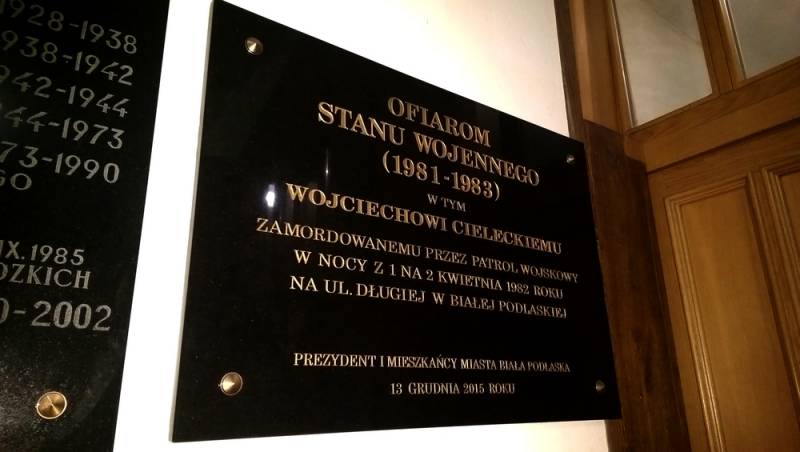 1928-1938
1938-1942
1942-1944
1944-1973
1973-1990
IX.1985
-2002
OFIAROM
STANU WOJENNEGO
(1981-1983)
W TYM
WOJCIECHOWI CIELECKIEMU
ZAMORDOWANEMU PRZEZ PATROL WOJSKOWY
W NOCY Z 1 NA 2 KWIETNIA 1982 ROKU
NA UL. DŁUGIEJ W BIAŁEJ PODLASKIEJ
PREZYDENT I MIESZKAŃCY MIASTA BIAŁA PODLASKA
13 GRUDNIA 2015 ROKU